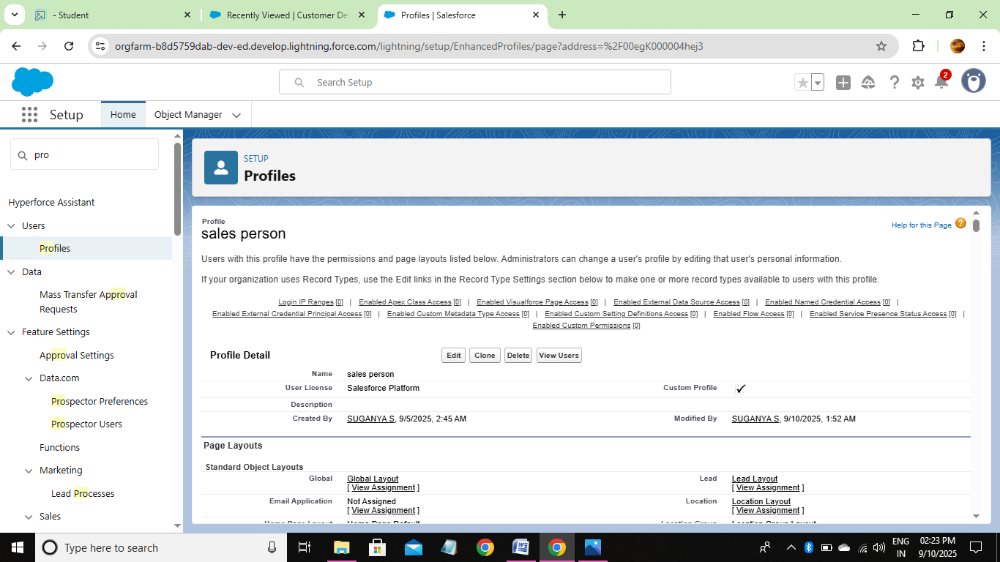 - Student
Recently Viewed | Customer De
Profiles | Salesforce
orgfarm-b8d5759dab-dev-ed.develop.lightning.force.com/lightning/setup/EnhancedProfiles/page?address=%2F00egK000004hej3
Search Setup
2
Setup
Home
Object Manager
pro
Hyperforce Assistant
Users
Profiles
Data
Mass Transfer Approval
Requests
Feature Settings
Approval Settings
Data.com
Prospector Preferences
Prospector Users
Functions
Marketing
Lead Processes
Sales
SETUP
Profiles
Profile
sales person
Help for this Page ?
Users with this profile have the permissions and page layouts listed below. Administrators can change a user's profile by editing that user's personal information.
If your organization uses Record Types, use the Edit links in the Record Type Settings section below to make one or more record types available to users with this profile.
Login IP Ranges [0] | Enabled Apex Class Access [0] | Enabled Visualforce Page Access [0] | Enabled External Data Source Access [0] | Enabled Named Credential Access [0] |
Enabled External Credential Principal Access [0] | Enabled Custom Metadata Type Access [0] | Enabled Custom Setting Definitions Access [0] | Enabled Flow Access [0] | Enabled Service Presence Status Access [0] |
Enabled Custom Permissions [0]
Profile Detail Edit Clone Delete View Users
Name sales person
User License Salesforce Platform Custom Profile ✓
Description
Created By SUGANYA S, 9/5/2025, 2:45 AM Modified By SUGANYA S, 9/10/2025, 1:52 AM
Page Layouts
Standard Object Layouts
Global Global Layout Lead Lead Layout
[ View Assignment ] [ View Assignment ]
Email Application Not Assigned Location Location Layout
[ View Assignment ] [ View Assignment ]
Home Page Layout Home Page Default Location Group Location Group Layout
Type here to search
ENG
IN
02:23 PM
9/10/2025